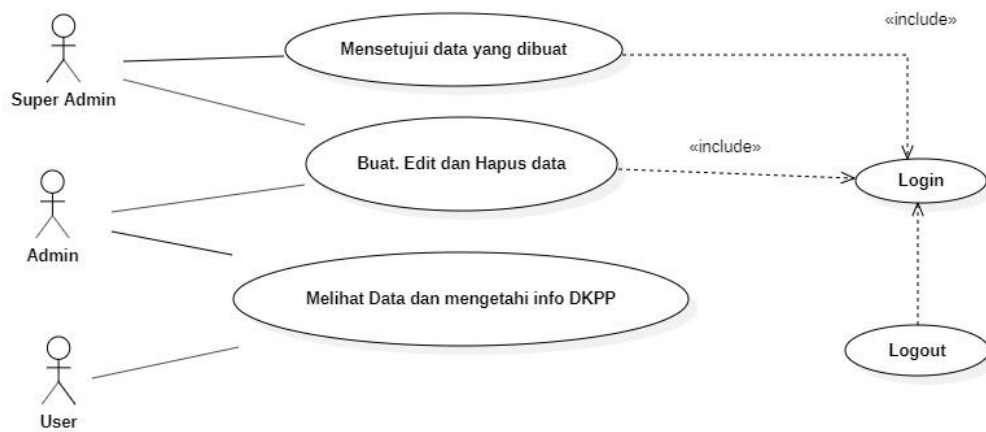 «include»
Mensetujui data yang dibuat
Super Admin
«include»
Buat. Edit dan Hapus data
Login
Admin
Melihat Data dan mengetahi info DKPP
Logout
User